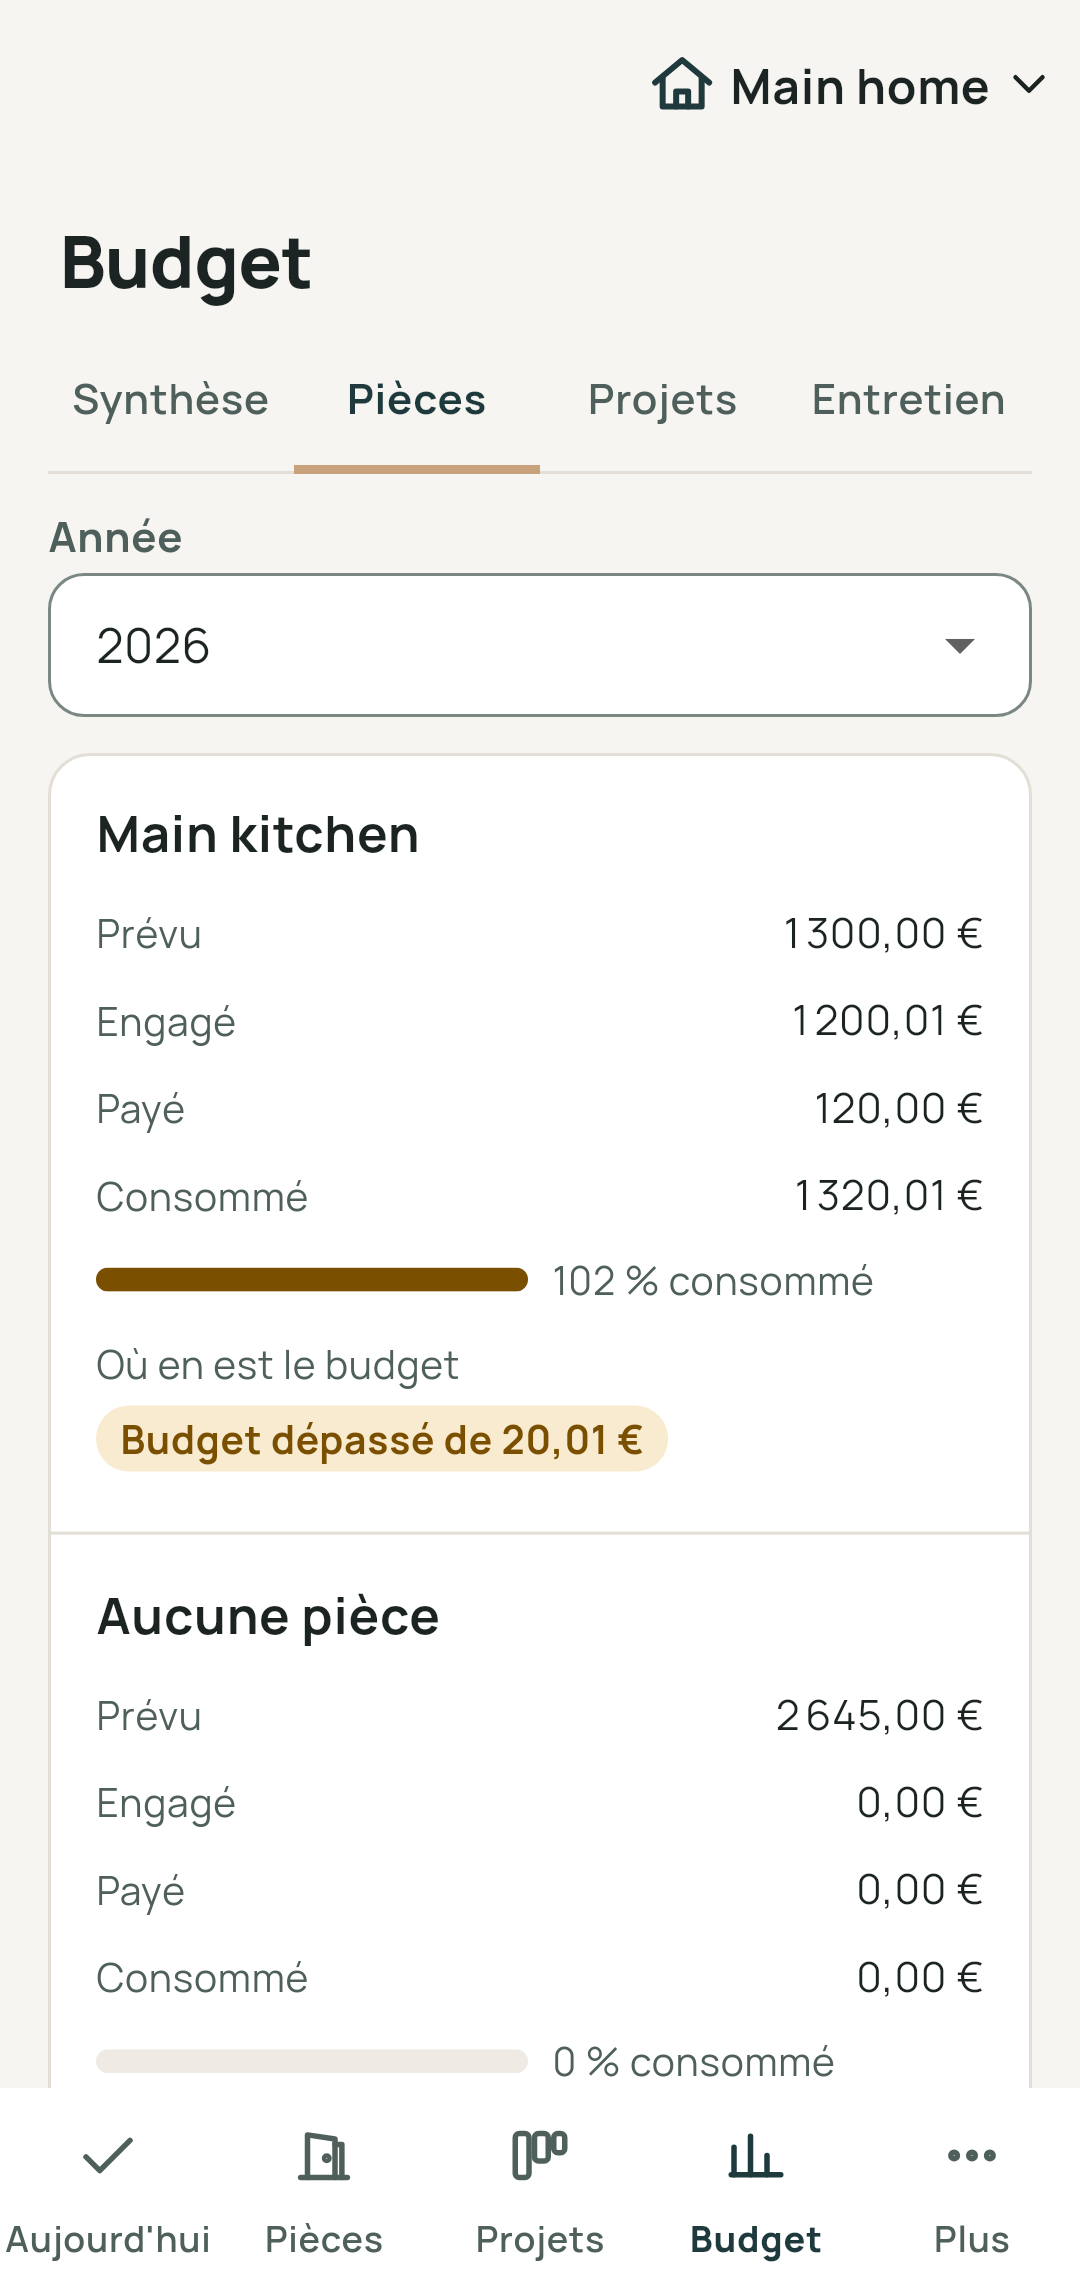 Main home
Budget
Synthèse Pièces Projets Entretien
Année
2026
Main kitchen
Prévu 1 300,00 €
Engagé 1 200,01 €
Payé 120,00 €
Consommé 1 320,01 €
102 % consommé
Où en est le budget
Budget dépassé de 20,01 €
Aucune pièce
Prévu 2 645,00 €
Engagé 0,00 €
Payé 0,00 €
Consommé 0,00 €
0 % consommé
Aujourd'hui Pièces Projets Budget Plus